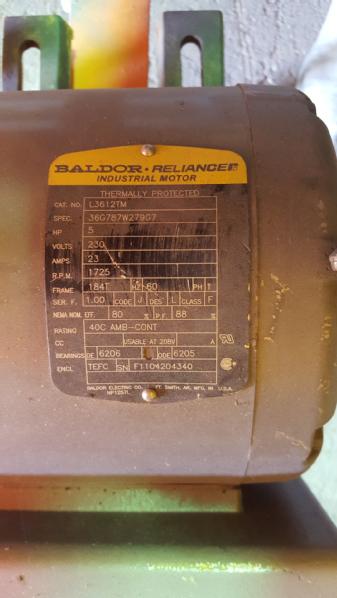 BALDOR · RELIANCE
INDUSTRIAL MOTOR
THERMALLY PROTECTED
CAT. NO. L3612TM
SPEC. 36G787W279G7
HP 5
VOLTS 230
AMPS 23
R.P.M. 1725
FRAME 184T HZ 60 PH 1
SER. F. 1.00 CODE J DES L CLASS F
NEMA NOM. EFF. 80 % P.F. 88 %
RATING 40C AMB-CONT
CC USABLE AT 208V A
BEARINGS DE 6206 ODE 6205
ENCL TEFC SN F1104204340
BALDOR ELECTRIC CO. FT. SMITH, AR. MFG. IN U.S.A.